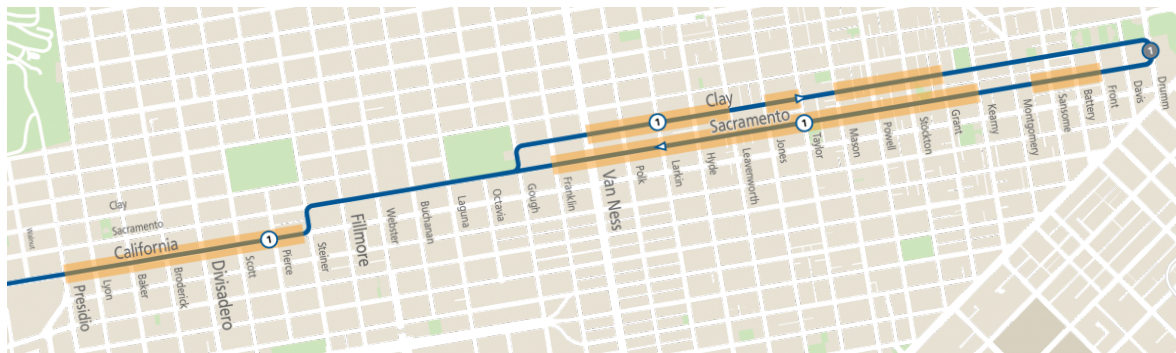 Clay
1
1
Sacramento
1
Drumm
Davis
Front
Battery
Sansome
Montgomery
Kearny
Grant
Stockton
Powell
Mason
Taylor
Jones
Leavenworth
Hyde
Larkin
Polk
Van Ness
Franklin
Gough
Octavia
Laguna
Buchanan
Webster
Fillmore
Steiner
Pierce
1
Scott
Divisadero
Broderick
Baker
Lyon
Presidio
California
Sacramento
Clay
Walnut